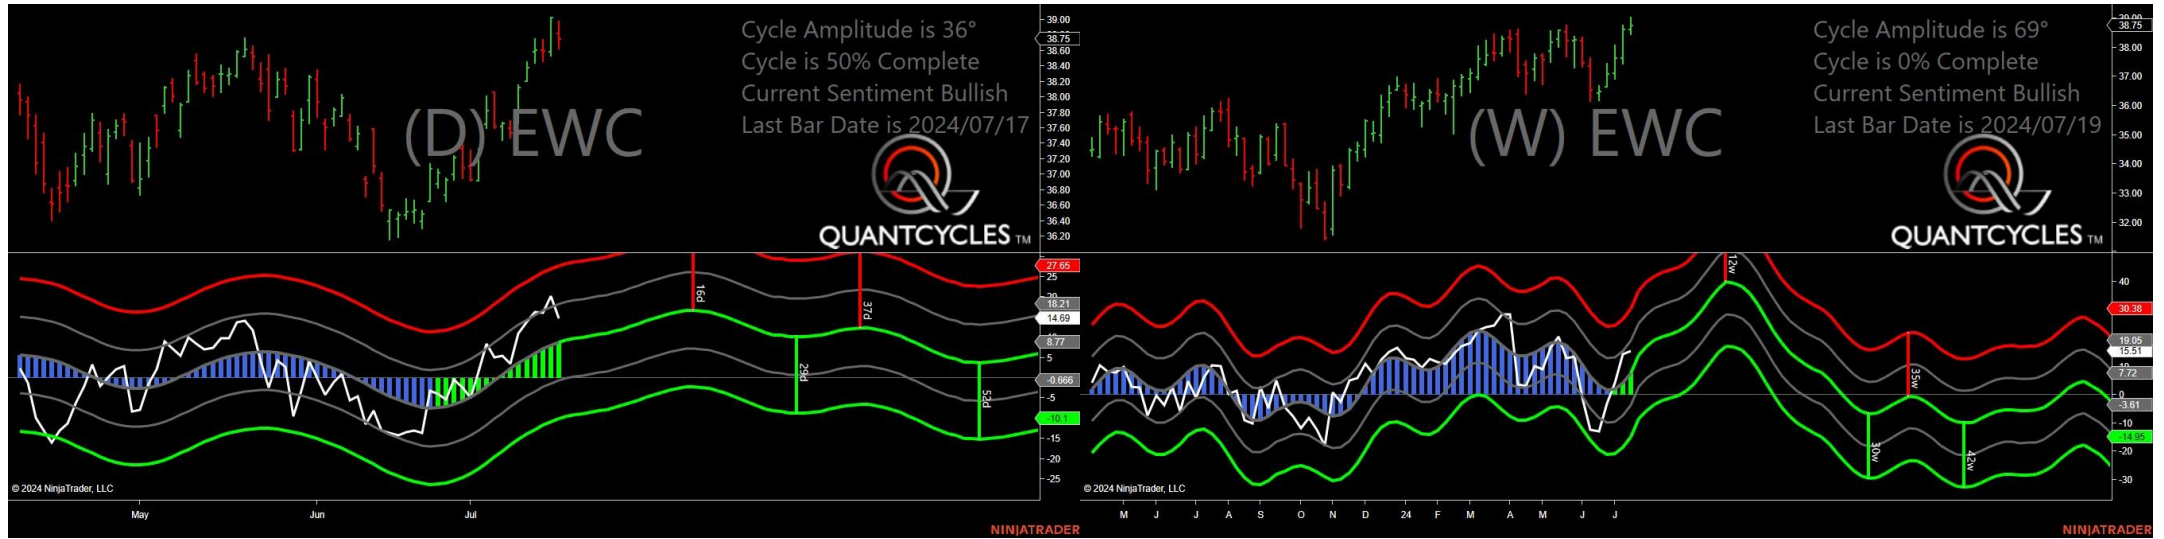 Cycle Amplitude is 36°
Cycle is 50% Complete
Current Sentiment Bullish
Last Bar Date is 2024/07/17
(D) EWC
QUANTCYCLES TM
39.00
38.75
38.60
38.40
38.20
38.00
37.80
37.60
37.40
37.20
37.00
36.80
36.60
36.40
36.20
16d
37d
29d
52d
27.65
25
18.21
14.69
8.77
5
-0.666
-5
-10.1
-15
-20
-25
© 2024 NinjaTrader, LLC
May
Jun
Jul
NINJATRADER
Cycle Amplitude is 69°
Cycle is 0% Complete
Current Sentiment Bullish
Last Bar Date is 2024/07/19
(W) EWC
QUANTCYCLES TM
39.00
38.75
38.00
37.00
36.00
35.00
34.00
33.00
32.00
12w
35w
30w
42w
40
30.38
19.05
15.51
7.72
0
-3.61
-10
-14.95
-20
-30
© 2024 NinjaTrader, LLC
M
J
J
A
S
O
N
D
24
F
M
A
M
J
J
NINJATRADER